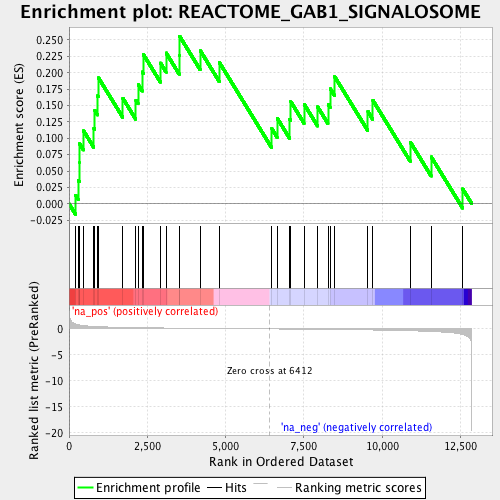 Enrichment plot: REACTOME_GAB1_SIGNALOSOME
Enrichment score (ES)
0.250
0.225
0.200
0.175
0.150
0.125
0.100
0.075
0.050
0.025
0.000
-0.025
'na_pos' (positively correlated)
Ranked list metric (PreRanked)
0
-5
-10
-15
-20
Zero cross at 6412
'na_neg' (negatively correlated)
0 2,500 5,000 7,500 10,000 12,500
Rank in Ordered Dataset
Enrichment profile Hits Ranking metric scores